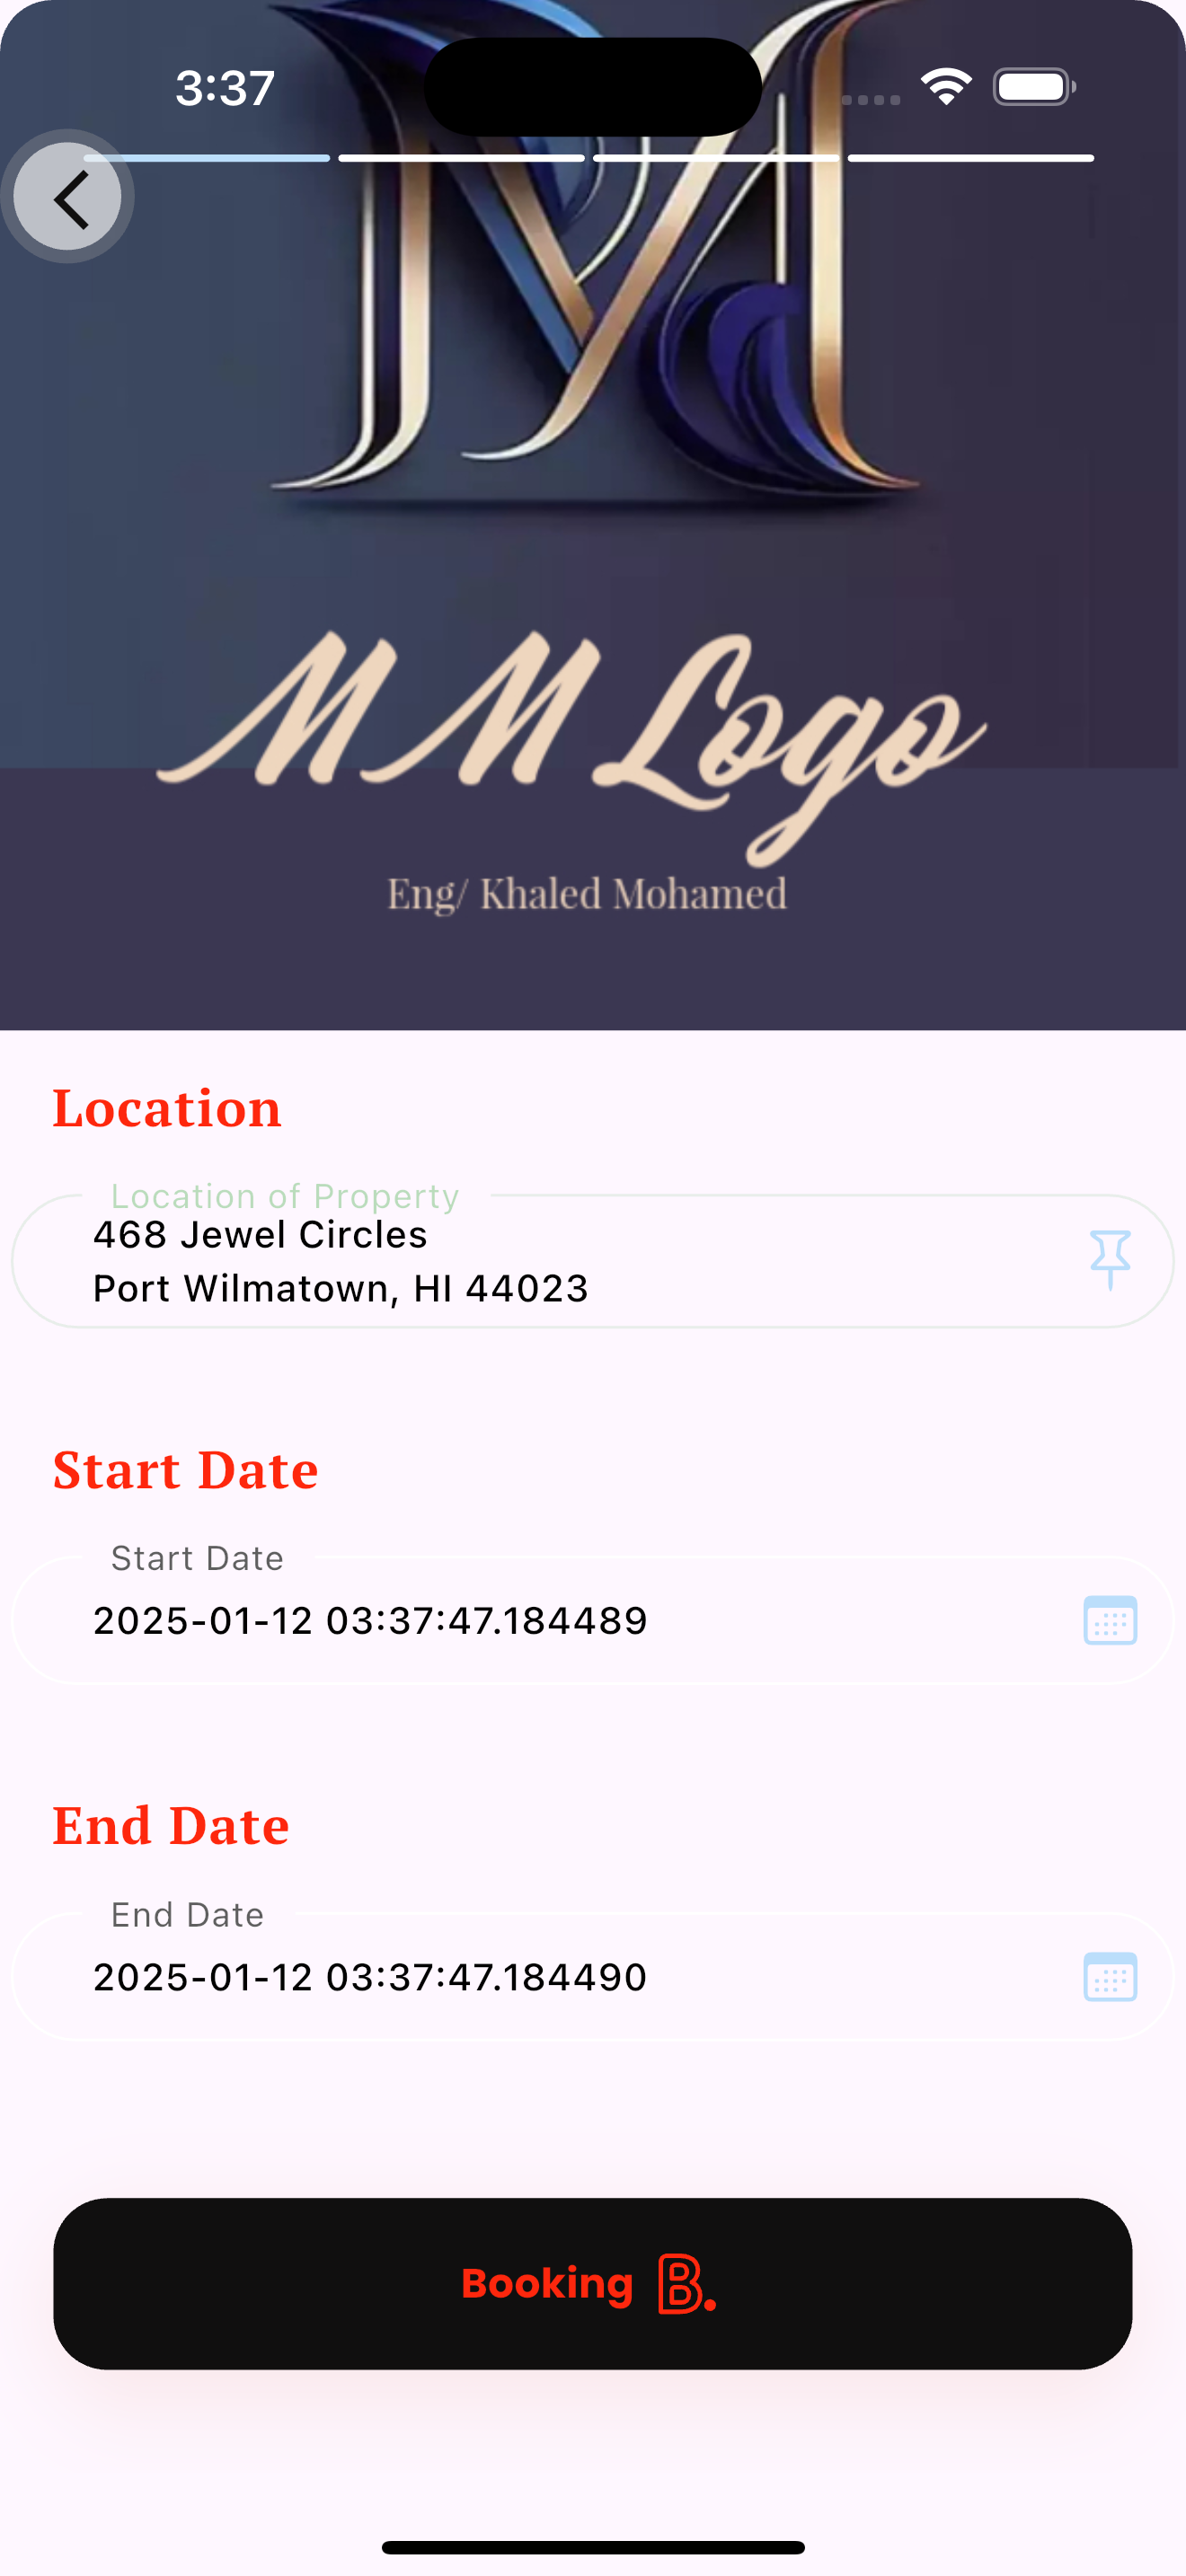 3:37
MM Logo
Eng/ Khaled Mohamed
Location
Location of Property
468 Jewel Circles
Port Wilmatown, HI 44023
Start Date
Start Date
2025-01-12 03:37:47.184489
End Date
End Date
2025-01-12 03:37:47.184490
Booking B.